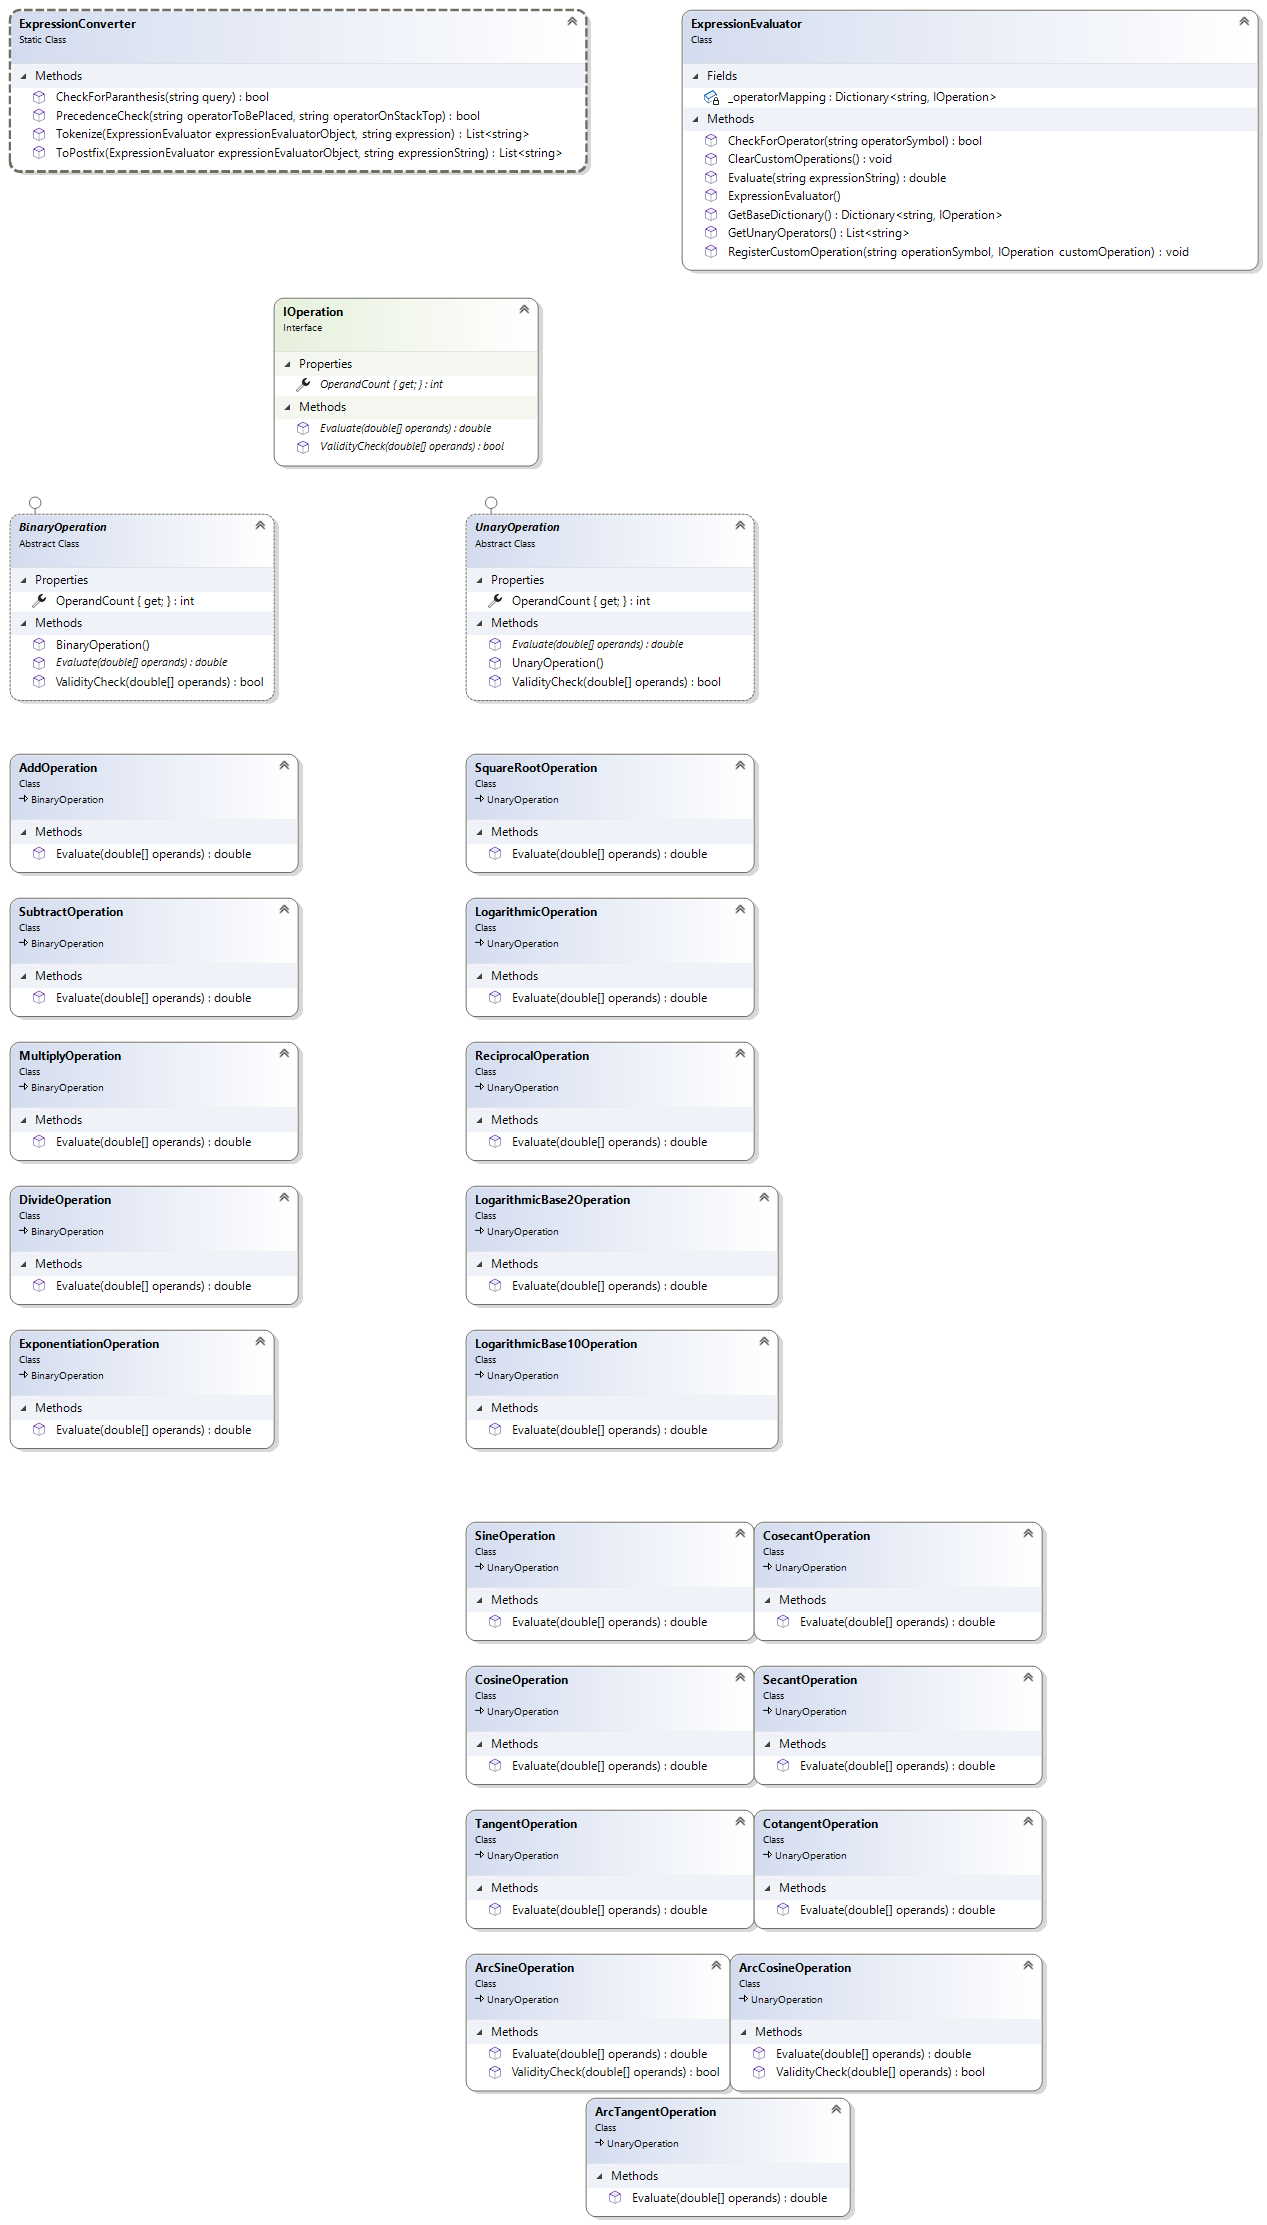 ExpressionConverter
Static Class
Methods
CheckForParanthesis(string query) : bool
PrecedenceCheck(string operatorToBePlaced, string operatorOnStackTop) : bool
Tokenize(ExpressionEvaluator expressionEvaluatorObject, string expression) : List<string>
ToPostfix(ExpressionEvaluator expressionEvaluatorObject, string expressionString) : List<string>
ExpressionEvaluator
Class
Fields
_operatorMapping : Dictionary<string, IOperation>
Methods
CheckForOperator(string operatorSymbol) : bool
ClearCustomOperations() : void
Evaluate(string expressionString) : double
ExpressionEvaluator()
GetBaseDictionary() : Dictionary<string, IOperation>
GetUnaryOperators() : List<string>
RegisterCustomOperation(string operationSymbol, IOperation customOperation) : void
IOperation
Interface
Properties
OperandCount { get; } : int
Methods
Evaluate(double[] operands) : double
ValidityCheck(double[] operands) : bool
BinaryOperation
Abstract Class
Properties
OperandCount { get; } : int
Methods
BinaryOperation()
Evaluate(double[] operands) : double
ValidityCheck(double[] operands) : bool
UnaryOperation
Abstract Class
Properties
OperandCount { get; } : int
Methods
Evaluate(double[] operands) : double
UnaryOperation()
ValidityCheck(double[] operands) : bool
AddOperation
Class
BinaryOperation
Methods
Evaluate(double[] operands) : double
SquareRootOperation
Class
UnaryOperation
Methods
Evaluate(double[] operands) : double
SubtractOperation
Class
BinaryOperation
Methods
Evaluate(double[] operands) : double
LogarithmicOperation
Class
UnaryOperation
Methods
Evaluate(double[] operands) : double
MultiplyOperation
Class
BinaryOperation
Methods
Evaluate(double[] operands) : double
ReciprocalOperation
Class
UnaryOperation
Methods
Evaluate(double[] operands) : double
DivideOperation
Class
BinaryOperation
Methods
Evaluate(double[] operands) : double
LogarithmicBase2Operation
Class
UnaryOperation
Methods
Evaluate(double[] operands) : double
ExponentiationOperation
Class
BinaryOperation
Methods
Evaluate(double[] operands) : double
LogarithmicBase10Operation
Class
UnaryOperation
Methods
Evaluate(double[] operands) : double
SineOperation
Class
UnaryOperation
Methods
Evaluate(double[] operands) : double
CosecantOperation
Class
UnaryOperation
Methods
Evaluate(double[] operands) : double
CosineOperation
Class
UnaryOperation
Methods
Evaluate(double[] operands) : double
SecantOperation
Class
UnaryOperation
Methods
Evaluate(double[] operands) : double
TangentOperation
Class
UnaryOperation
Methods
Evaluate(double[] operands) : double
CotangentOperation
Class
UnaryOperation
Methods
Evaluate(double[] operands) : double
ArcSineOperation
Class
UnaryOperation
Methods
Evaluate(double[] operands) : double
ValidityCheck(double[] operands) : bool
ArcCosineOperation
Class
UnaryOperation
Methods
Evaluate(double[] operands) : double
ValidityCheck(double[] operands) : bool
ArcTangentOperation
Class
UnaryOperation
Methods
Evaluate(double[] operands) : double